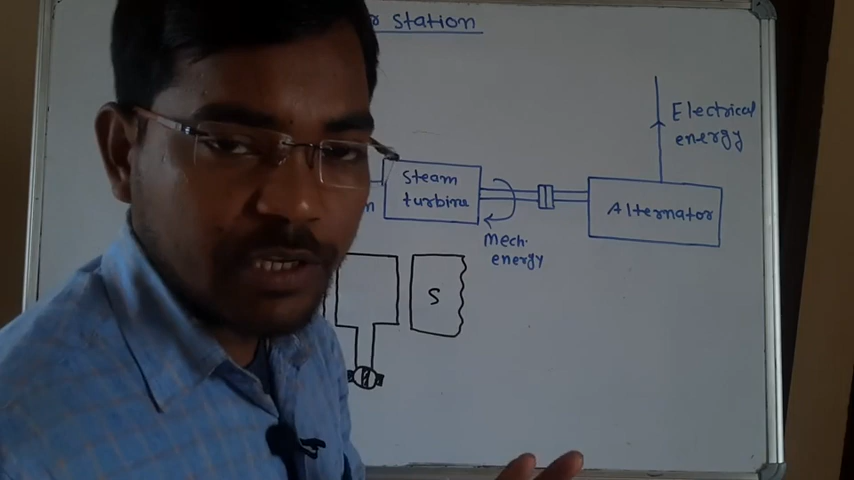 Station
Electrical
energy
Steam
turbine
Alternator
Mech.
energy
S